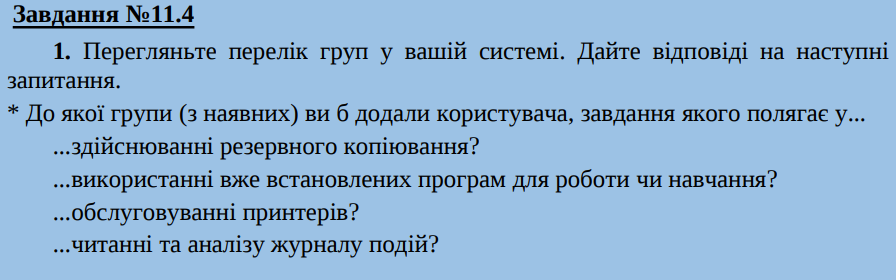 Завдання №11.4
1. Перегляньте перелік груп у вашій системі. Дайте відповіді на наступні
запитання.
* До якої групи (з наявних) ви б додали користувача, завдання якого полягає у...
...здійснюванні резервного копіювання?
...використанні вже встановлених програм для роботи чи навчання?
...обслуговуванні принтерів?
...читанні та аналізу журналу подій?